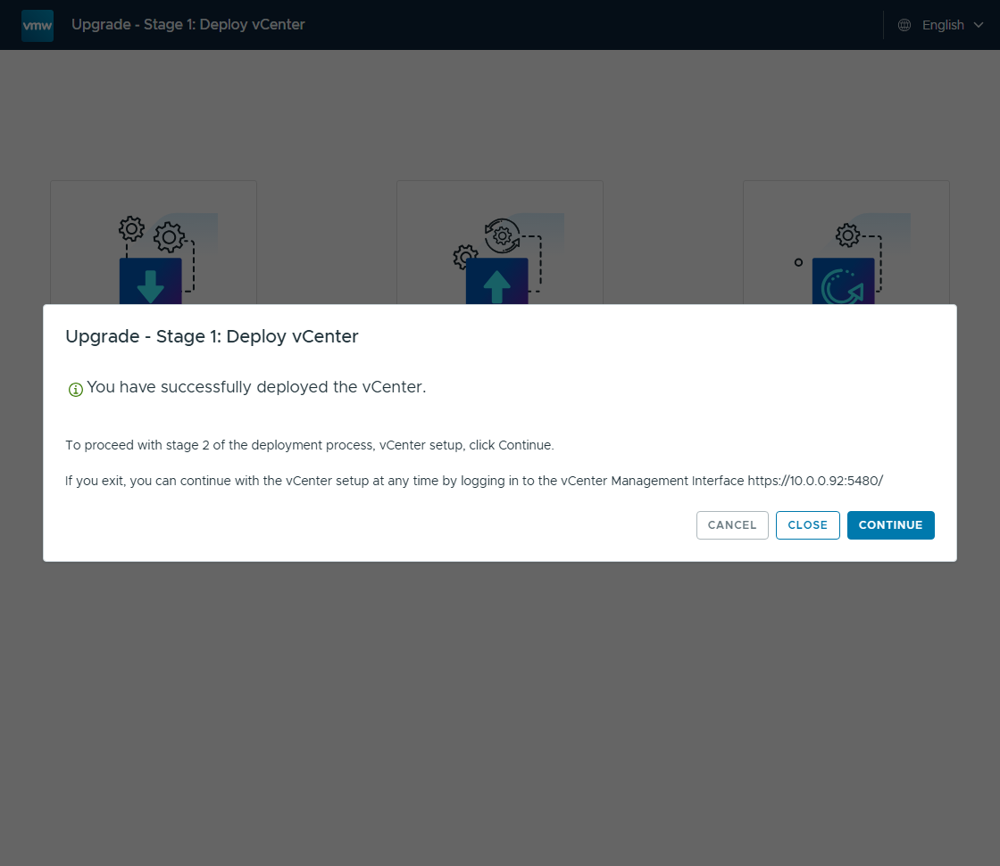 vmw
Upgrade - Stage 1: Deploy vCenter
English
Upgrade - Stage 1: Deploy vCenter
You have successfully deployed the vCenter.
To proceed with stage 2 of the deployment process, vCenter setup, click Continue.
If you exit, you can continue with the vCenter setup at any time by logging in to the vCenter Management Interface https://10.0.0.92:5480/
CANCEL
CLOSE
CONTINUE